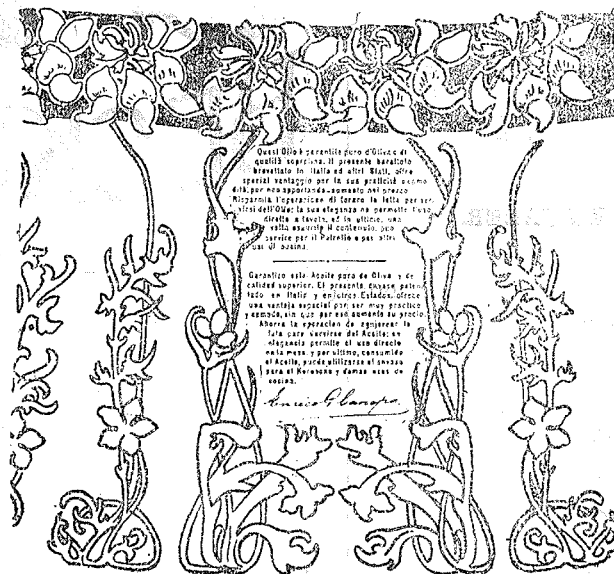 Quest'Olio è garantito puro d'Oliva e di
qualità soprafina. Il presente barattolo
brevettato in Italia ed altri Stati, offre
special vantaggio per la sua praticità
dità, pur non apportando aumento nel prezzo
Risparmia l'operazione di forare la latta per ser-
virsi dell'Olio; la sua eleganza ne permette l'uso
diretto a tavola, ed in ultimo, una
volta esaurito il contenuto, può
servire per il Petrolio e per altri
usi di cucina.
Garantizo este Aceite puro de Oliva y de
calidad superior. El presente envase paten-
tado en Italia y en otros Estados, ofrece
una ventaja especial por ser muy practico
y comodo, sin que por eso aumente su precio
Ahorra la operacion de agujerear la
lata para servirse del Aceite; su
elegancia permite el uso directo
en la mesa, y por ultimo, consumido
el Aceite, puede utilizarse el envase
para el Kerosene y demas usos de
cocina.